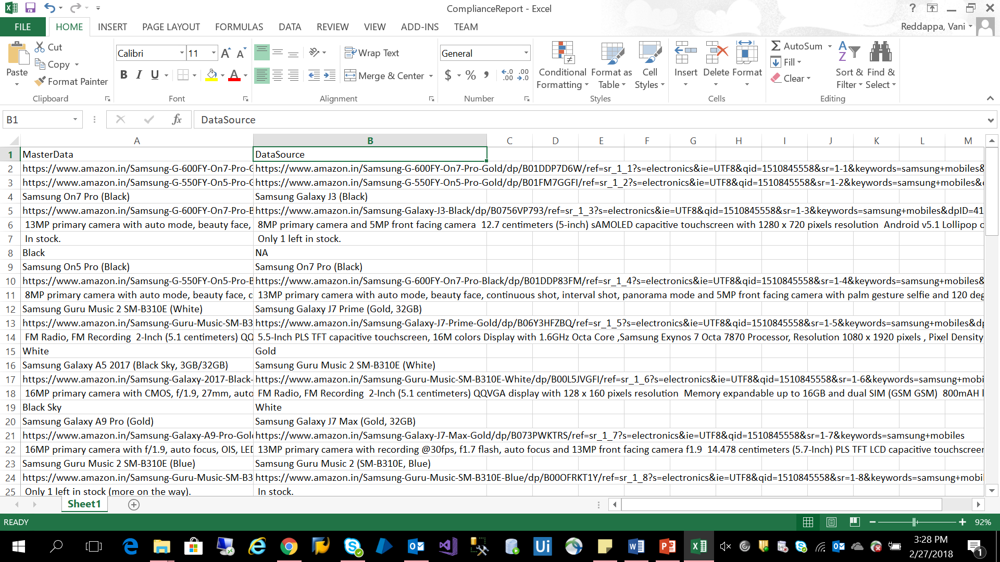 ComplianceReport - Excel
FILE HOME INSERT PAGE LAYOUT FORMULAS DATA REVIEW VIEW ADD-INS TEAM Reddappa, Vani
Paste Cut Copy Format Painter Clipboard
Calibri 11 B I U A Font
Wrap Text Merge & Center Alignment
General $ % , Number
Conditional Formatting Format as Table Cell Styles Styles
Insert Delete Format Cells
AutoSum Fill Clear Sort & Filter Find & Select Editing
B1 fx DataSource
A B C D E F G H I J K L M
1 MasterData DataSource
2 https://www.amazon.in/Samsung-G-600FY-On7-Pro-G https://www.amazon.in/Samsung-G-600FY-On7-Pro-Gold/dp/B01DDP7D6W/ref=sr_1_1?s=electronics&ie=UTF8&qid=1510845558&sr=1-1&keywords=samsung+mobiles&
3 https://www.amazon.in/Samsung-G-550FY-On5-Pro-G https://www.amazon.in/Samsung-G-550FY-On5-Pro-Gold/dp/B01FM7GGFI/ref=sr_1_2?s=electronics&ie=UTF8&qid=1510845558&sr=1-2&keywords=samsung+mobiles&
4 Samsung On7 Pro (Black) Samsung Galaxy J3 (Black)
5 https://www.amazon.in/Samsung-G-600FY-On7-Pro-B https://www.amazon.in/Samsung-Galaxy-J3-Black/dp/B0756VP793/ref=sr_1_3?s=electronics&ie=UTF8&qid=1510845558&sr=1-3&keywords=samsung+mobiles&dpID=41
6 13MP primary camera with auto mode, beauty face, 8MP primary camera and 5MP front facing camera 12.7 centimeters (5-inch) sAMOLED capacitive touchscreen with 1280 x 720 pixels resolution Android v5.1 Lollipop o
7 In stock. Only 1 left in stock.
8 Black NA
9 Samsung On5 Pro (Black) Samsung On7 Pro (Black)
10 https://www.amazon.in/Samsung-G-550FY-On5-Pro-B https://www.amazon.in/Samsung-G-600FY-On7-Pro-Black/dp/B01DDP83FM/ref=sr_1_4?s=electronics&ie=UTF8&qid=1510845558&sr=1-4&keywords=samsung+mobiles&
11 8MP primary camera with auto mode, beauty face, c 13MP primary camera with auto mode, beauty face, continuous shot, interval shot, panorama mode and 5MP front facing camera with palm gesture selfie and 120 deg
12 Samsung Guru Music 2 SM-B310E (White) Samsung Galaxy J7 Prime (Gold, 32GB)
13 https://www.amazon.in/Samsung-Guru-Music-SM-B3 https://www.amazon.in/Samsung-Galaxy-J7-Prime-Gold/dp/B06Y3HFZBQ/ref=sr_1_5?s=electronics&ie=UTF8&qid=1510845558&sr=1-5&keywords=samsung+mobiles&dp
14 FM Radio, FM Recording 2-Inch (5.1 centimeters) QQ 5.5-Inch PLS TFT capacitive touchscreen, 16M colors Display with 1.6GHz Octa Core ,Samsung Exynos 7 Octa 7870 Processor, Resolution 1080 x 1920 pixels , Pixel Density
15 White Gold
16 Samsung Galaxy A5 2017 (Black Sky, 3GB/32GB) Samsung Guru Music 2 SM-B310E (White)
17 https://www.amazon.in/Samsung-Galaxy-2017-Black- https://www.amazon.in/Samsung-Guru-Music-SM-B310E-White/dp/B00L5JVGFI/ref=sr_1_6?s=electronics&ie=UTF8&qid=1510845558&sr=1-6&keywords=samsung+mobi
18 16MP primary camera with CMOS, f/1.9, 27mm, auto FM Radio, FM Recording 2-Inch (5.1 centimeters) QQVGA display with 128 x 160 pixels resolution Memory expandable up to 16GB and dual SIM (GSM GSM) 800mAH l
19 Black Sky White
20 Samsung Galaxy A9 Pro (Gold) Samsung Galaxy J7 Max (Gold, 32GB)
21 https://www.amazon.in/Samsung-Galaxy-A9-Pro-Gol https://www.amazon.in/Samsung-Galaxy-J7-Max-Gold/dp/B073PWKTRS/ref=sr_1_7?s=electronics&ie=UTF8&qid=1510845558&sr=1-7&keywords=samsung+mobiles
22 16MP primary camera with f/1.9, auto focus, OIS, LED 13MP primary camera with recording @30fps, f1.7 flash, auto focus and 13MP front facing camera f1.9 14.478 centimeters (5.7-Inch) PLS TFT LCD capacitive touchscreen
23 Samsung Guru Music 2 SM-B310E (Blue) Samsung Guru Music 2 (SM-B310E, Blue)
24 https://www.amazon.in/Samsung-Guru-Music-SM-B3 https://www.amazon.in/Samsung-Guru-Music-SM-B310E-Blue/dp/B00OFRKT1Y/ref=sr_1_8?s=electronics&ie=UTF8&qid=1510845558&sr=1-8&keywords=samsung+mobil
25 Only 1 left in stock (more on the way). In stock.
Sheet1
READY 92%
3:28 PM
2/27/2018
1